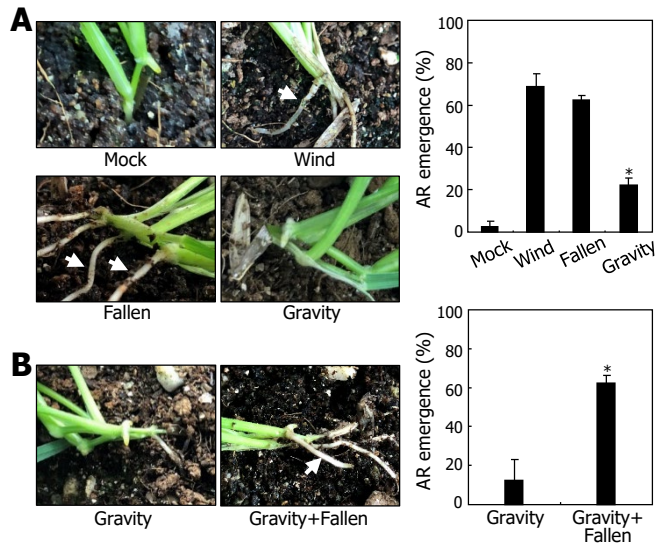 A
Mock
Wind
Fallen
Gravity
AR emergence (%)
100
80
60
40
20
0
*
Mock
Wind
Fallen
Gravity
B
Gravity
Gravity+Fallen
AR emergence (%)
100
80
60
40
20
0
*
Gravity
Gravity+
Fallen